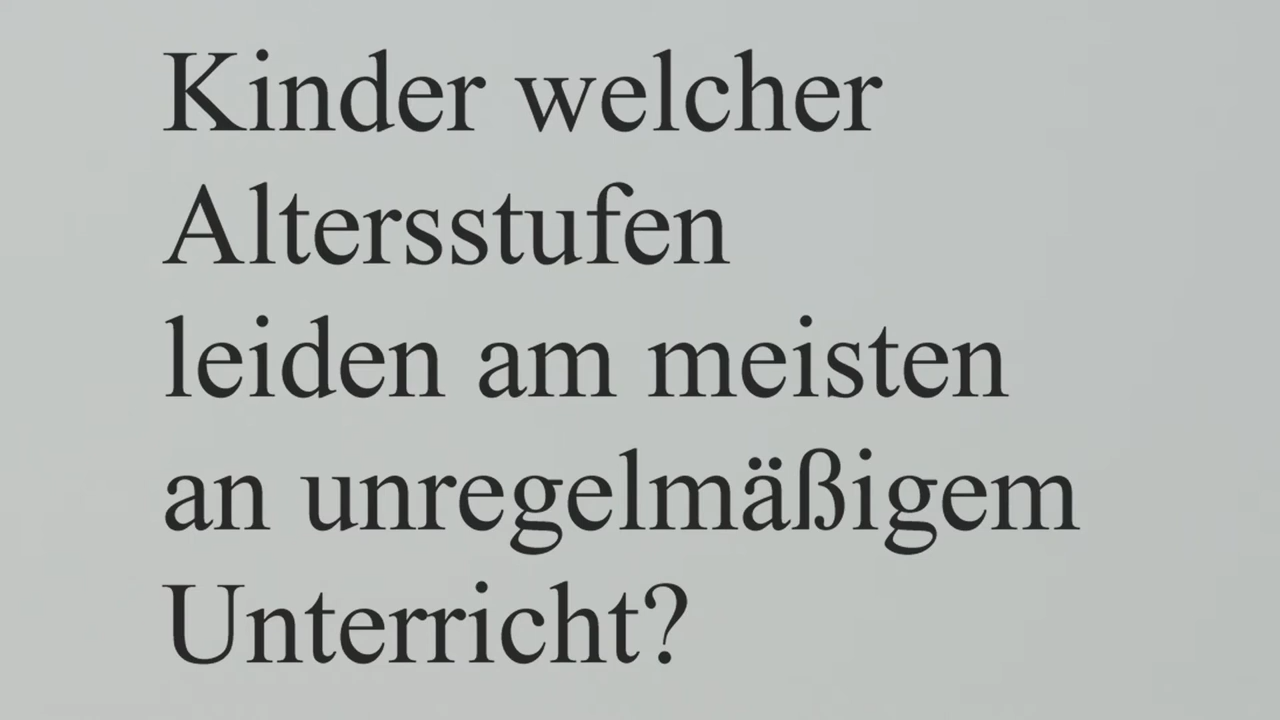 Kinder welcher
Altersstufen
leiden am meisten
an unregelmäßigem
Unterricht?